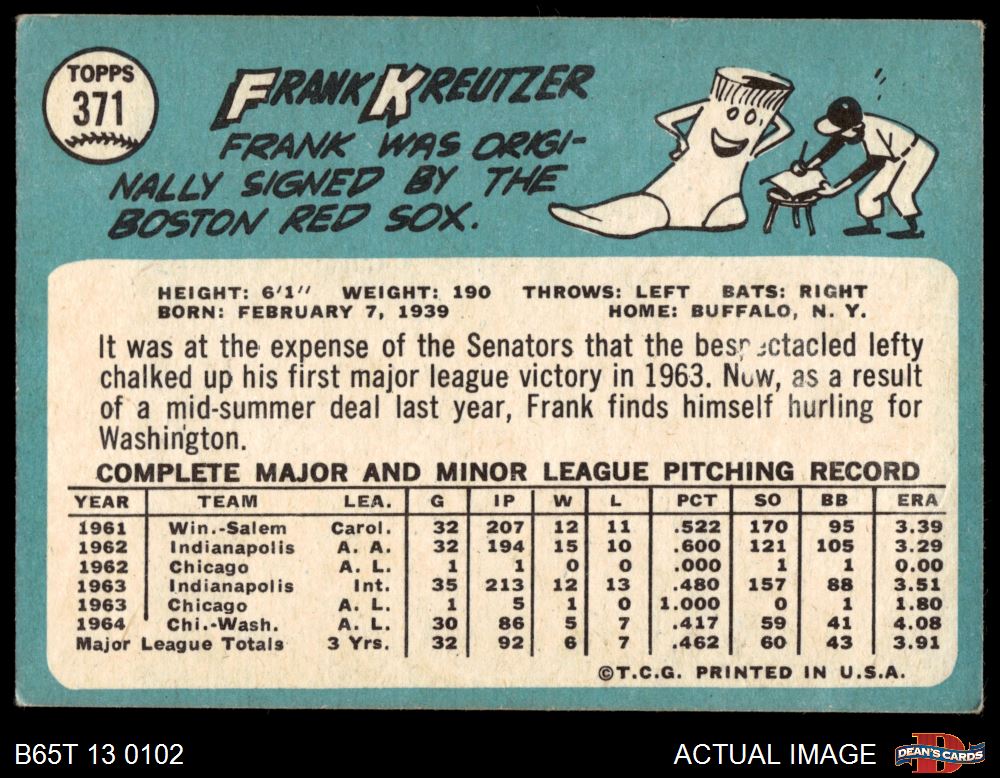 TOPPS
371
FRANK KREUTZER
FRANK WAS ORIGI-
NALLY SIGNED BY THE
BOSTON RED SOX.
HEIGHT: 6'1" WEIGHT: 190 THROWS: LEFT BATS: RIGHT
BORN: FEBRUARY 7, 1939 HOME: BUFFALO, N. Y.
It was at the expense of the Senators that the bespectacled lefty
chalked up his first major league victory in 1963. Now, as a result
of a mid-summer deal last year, Frank finds himself hurling for
Washington.
COMPLETE MAJOR AND MINOR LEAGUE PITCHING RECORD
YEAR TEAM LEA. G IP W L PCT SO BB ERA
1961 Win.-Salem Carol. 32 207 12 11 .522 170 95 3.39
1962 Indianapolis A. A. 32 194 15 10 .600 121 105 3.29
1962 Chicago A. L. 1 1 0 0 .000 1 1 0.00
1963 Indianapolis Int. 35 213 12 13 .480 157 88 3.51
1963 Chicago A. L. 1 5 1 0 1.000 0 1 1.80
1964 Chi.-Wash. A. L. 30 86 5 7 .417 59 41 4.08
Major League Totals 3 Yrs. 32 92 6 7 .462 60 43 3.91
©T.C.G. PRINTED IN U.S.A.
B65T 13 0102 ACTUAL IMAGE DEAN'S CARDS